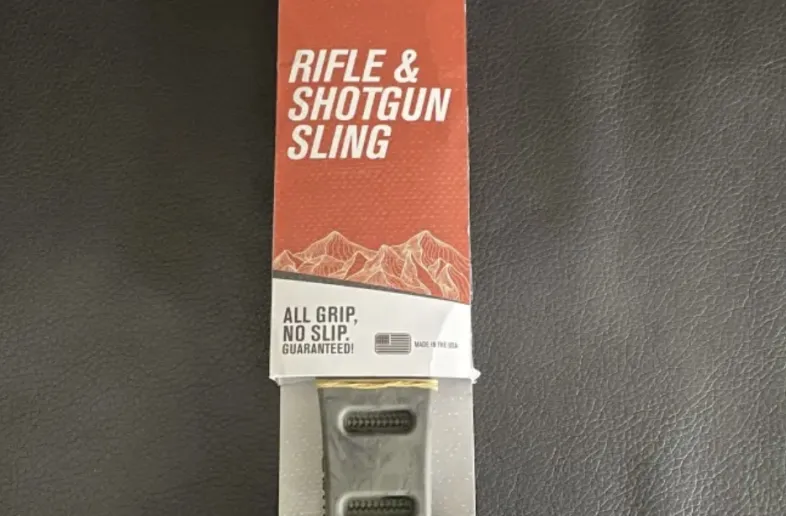 RIFLE &
SHOTGUN
SLING
ALL GRIP,
NO SLIP.
GUARANTEED!
MADE IN THE USA